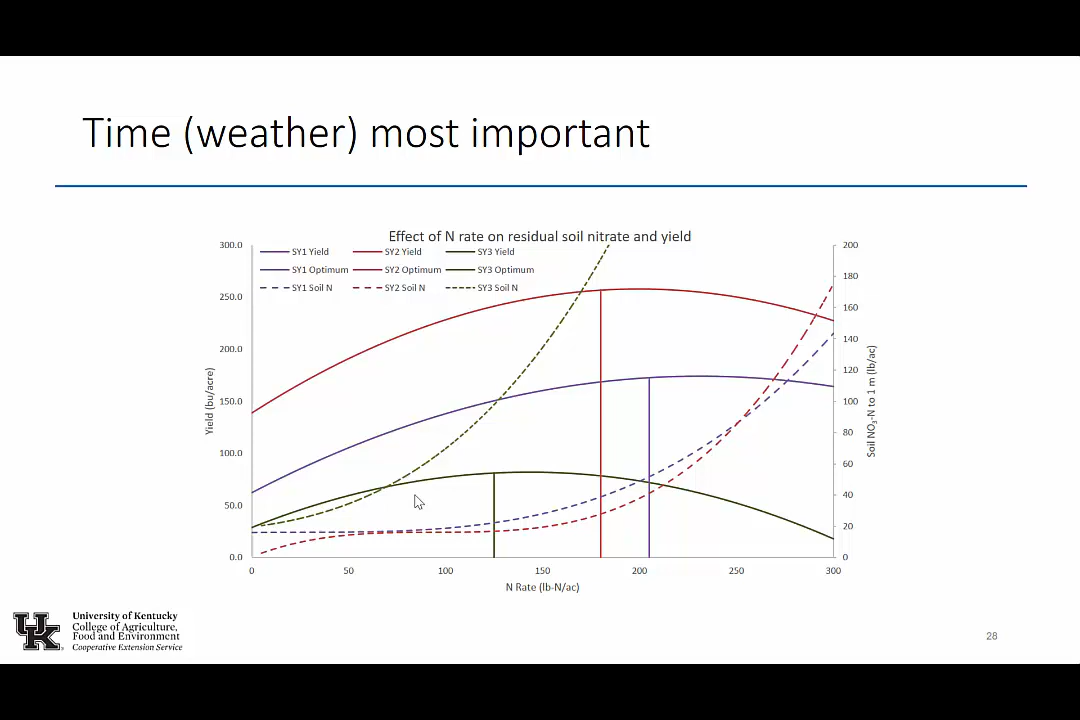 Time (weather) most important
Effect of N rate on residual soil nitrate and yield
SY1 Yield SY2 Yield SY3 Yield
SY1 Optimum SY2 Optimum SY3 Optimum
SY1 Soil N SY2 Soil N SY3 Soil N
300.0
250.0
200.0
150.0
100.0
50.0
0.0
Yield (bu/acre)
200
180
160
140
120
100
80
60
40
20
0
Soil NO3-N to 1 m (lb/ac)
0 50 100 150 200 250 300
N Rate (lb-N/ac)
UK
University of Kentucky
College of Agriculture,
Food and Environment
Cooperative Extension Service
28